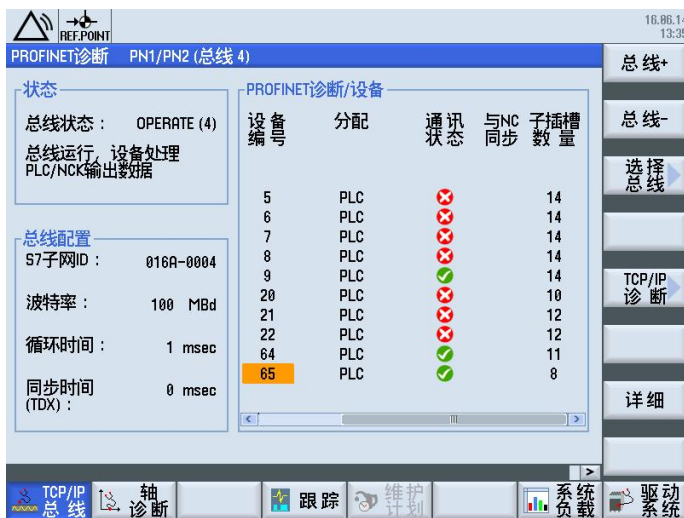 16.06.14
REF.POINT
13:35
PROFINET诊断 PN1/PN2 (总线 4)
总线+
状态
PROFINET诊断/设备
总线状态： OPERATE (4)
设备编号 分配 通讯状态 与NC同步 子插槽数量
总线-
总线运行，设备处理
PLC/NCK输出数据
选择
总线
5 PLC 14
6 PLC 14
7 PLC 14
8 PLC 14
9 PLC 14
20 PLC 10
21 PLC 12
22 PLC 12
64 PLC 11
65 PLC 8
总线配置
S7子网ID： 016A-0004
波特率： 100 MBd
循环时间： 1 msec
同步时间 0 msec
(TDX)：
TCP/IP
诊断
详细
TCP/IP
总线
轴
诊断
跟踪
维护
计划
系统
负载
驱动
系统